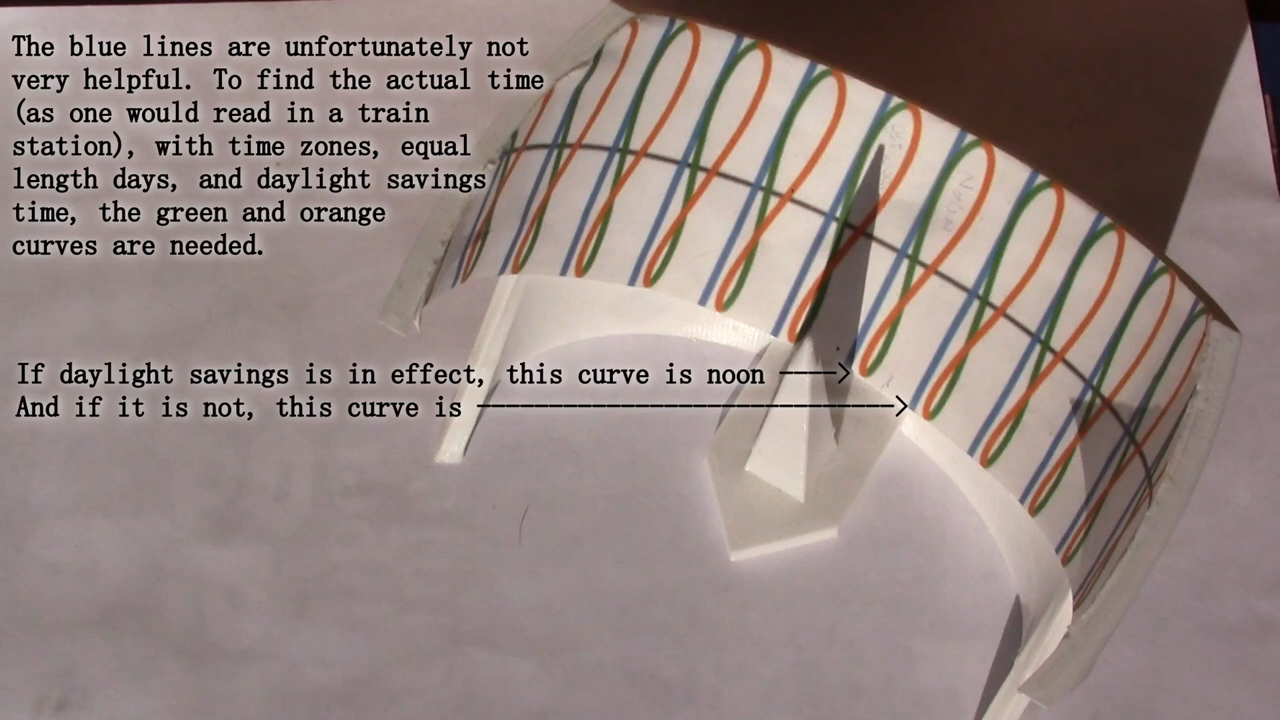 The blue lines are unfortunately not
very helpful. To find the actual time
(as one would read in a train
station), with time zones, equal
length days, and daylight savings
time, the green and orange
curves are needed.
If daylight savings is in effect, this curve is noon ---->
And if it is not, this curve is ----------------------------------->